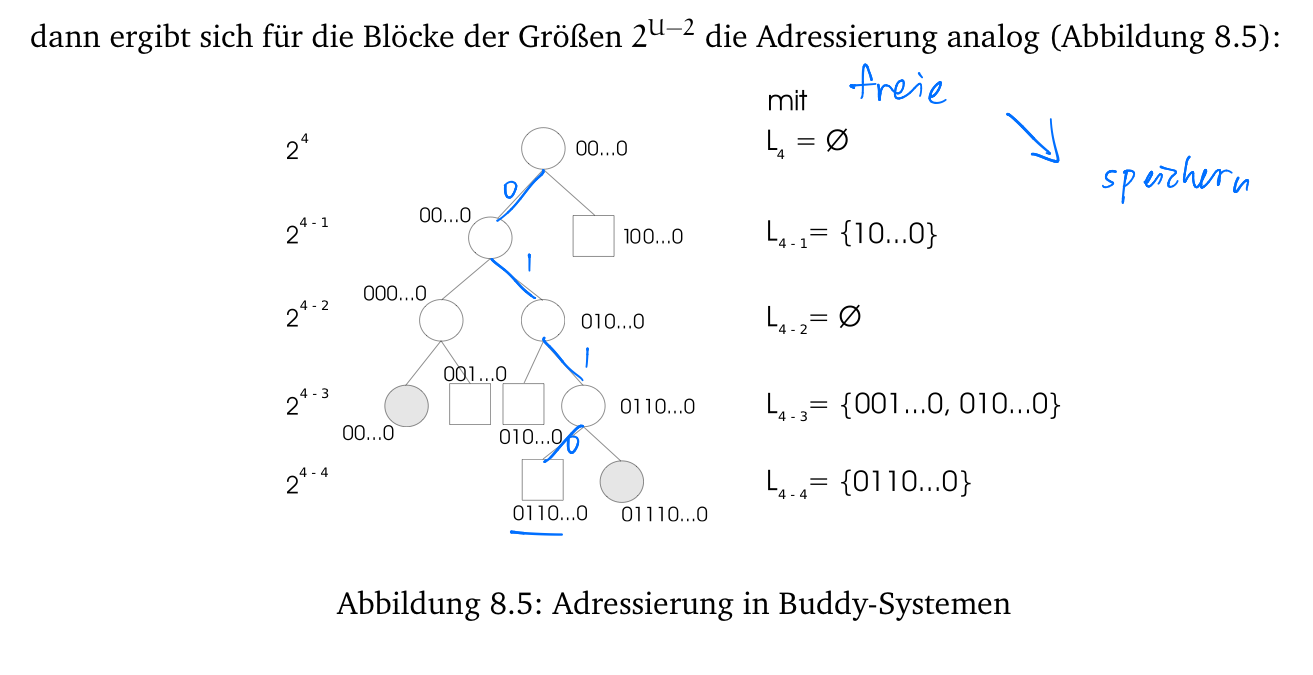 dann ergibt sich für die Blöcke der Größen 2^{U−2} die Adressierung analog (Abbildung 8.5):
mit freie
2^4 00...0 L_4 = Ø
speichern
0
00...0
2^{4-1} 100...0 L_{4-1} = {10...0}
1
000...0
2^{4-2} 010...0 L_{4-2} = Ø
1
001...0
2^{4-3} 0110...0 L_{4-3} = {001...0, 010...0}
00...0 010...0 0
2^{4-4} L_{4-4} = {0110...0}
0110...0 01110...0
Abbildung 8.5: Adressierung in Buddy-Systemen